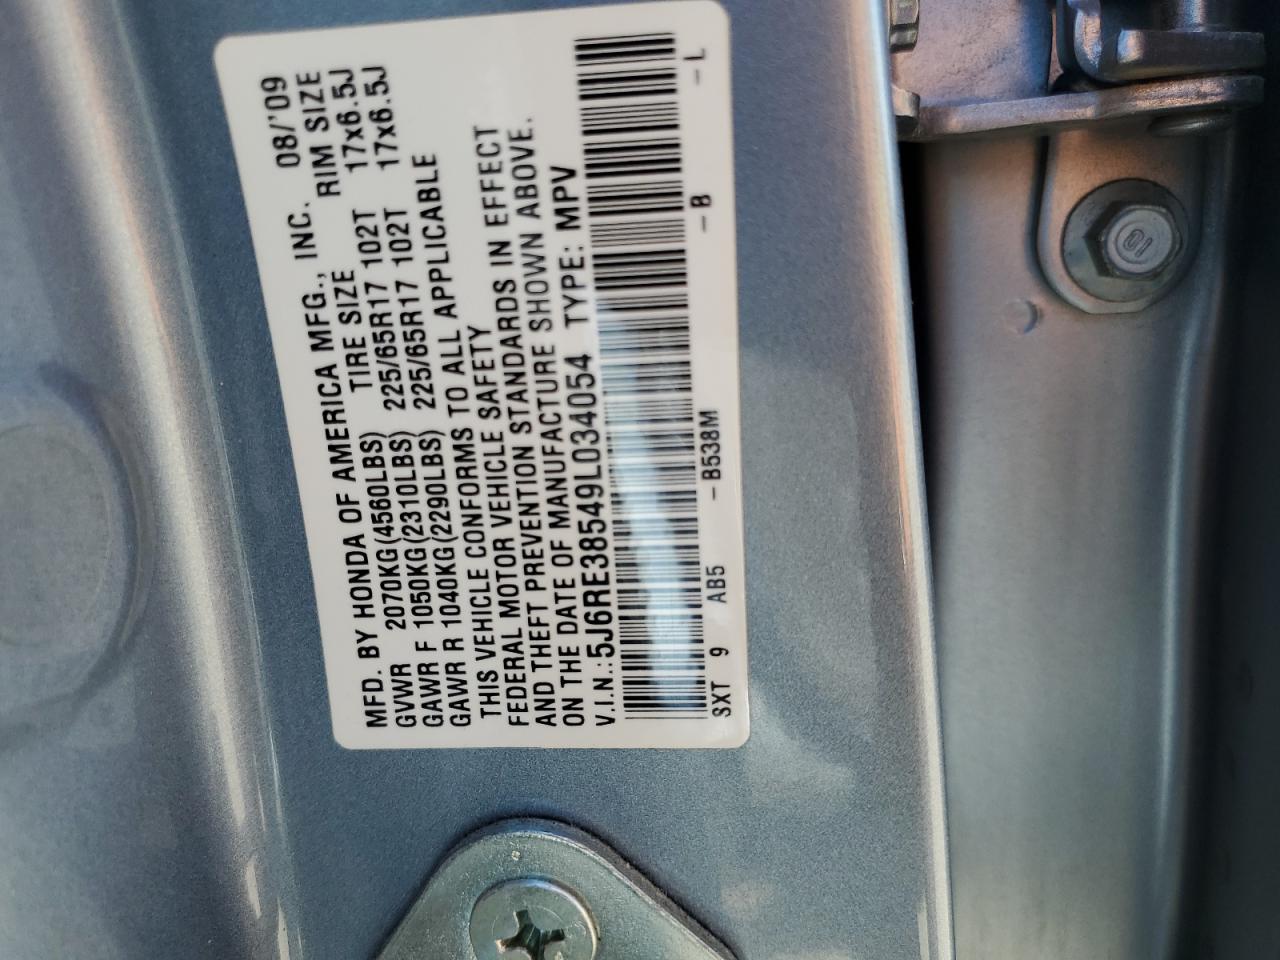 MFD. BY HONDA OF AMERICA MFG., INC. 08/'09
GVWR 2070KG(4560LBS) TIRE SIZE RIM SIZE
GAWR F 1050KG(2310LBS) 225/65R17 102T 17x6.5J
GAWR R 1040KG(2290LBS) 225/65R17 102T 17x6.5J
THIS VEHICLE CONFORMS TO ALL APPLICABLE
FEDERAL MOTOR VEHICLE SAFETY
AND THEFT PREVENTION STANDARDS IN EFFECT
ON THE DATE OF MANUFACTURE SHOWN ABOVE.
V.I.N.:5J6RE38549L034054 TYPE: MPV
SXT 9 AB5 -B538M -B -L
10